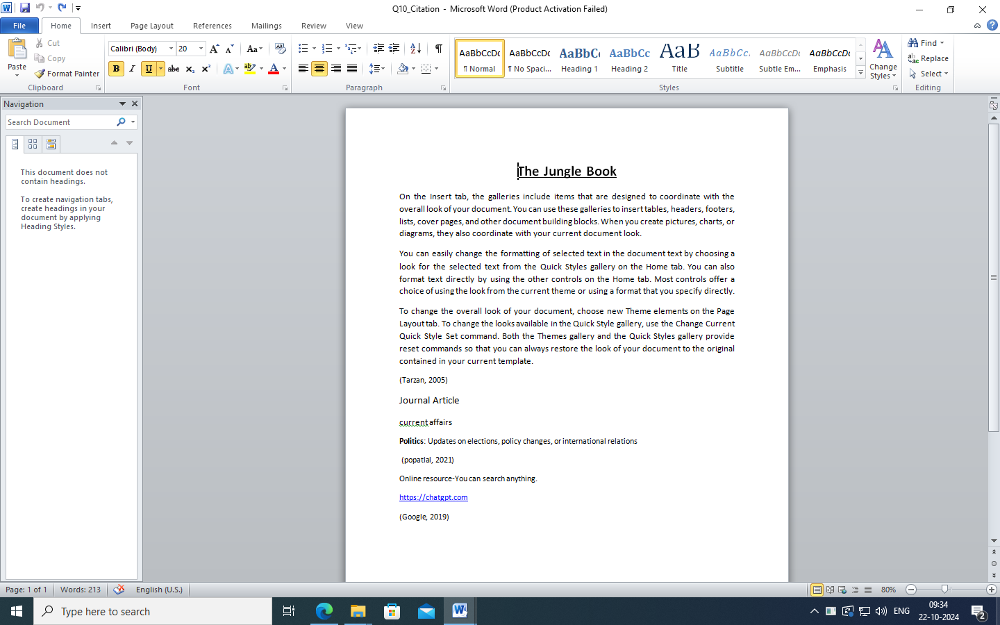 Q10_Citation - Microsoft Word (Product Activation Failed)
File Home Insert Page Layout References Mailings Review View
Paste
Cut
Copy
Format Painter
Clipboard
Calibri (Body) 20
Font
Paragraph
AaBbCcDc AaBbCcDc AaBbC AaBbCc AaB AaBbCc. AaBbCcDc AaBbCcDc
¶ Normal ¶ No Spaci... Heading 1 Heading 2 Title Subtitle Subtle Em... Emphasis
Change Styles
Styles
Find
Replace
Select
Editing
Navigation
Search Document
This document does not
contain headings.
To create navigation tabs,
create headings in your
document by applying
Heading Styles.
The Jungle Book
On the Insert tab, the galleries include items that are designed to coordinate with the
overall look of your document. You can use these galleries to insert tables, headers, footers,
lists, cover pages, and other document building blocks. When you create pictures, charts, or
diagrams, they also coordinate with your current document look.
You can easily change the formatting of selected text in the document text by choosing a
look for the selected text from the Quick Styles gallery on the Home tab. You can also
format text directly by using the other controls on the Home tab. Most controls offer a
choice of using the look from the current theme or using a format that you specify directly.
To change the overall look of your document, choose new Theme elements on the Page
Layout tab. To change the looks available in the Quick Style gallery, use the Change Current
Quick Style Set command. Both the Themes gallery and the Quick Styles gallery provide
reset commands so that you can always restore the look of your document to the original
contained in your current template.
(Tarzan, 2005)
Journal Article
current affairs
Politics: Updates on elections, policy changes, or international relations
(popatlal, 2021)
Online resource-You can search anything.
https://chatgpt.com
(Google, 2019)
Page: 1 of 1 Words: 213 English (U.S.) 80%
Type here to search
ENG
09:34
22-10-2024
2